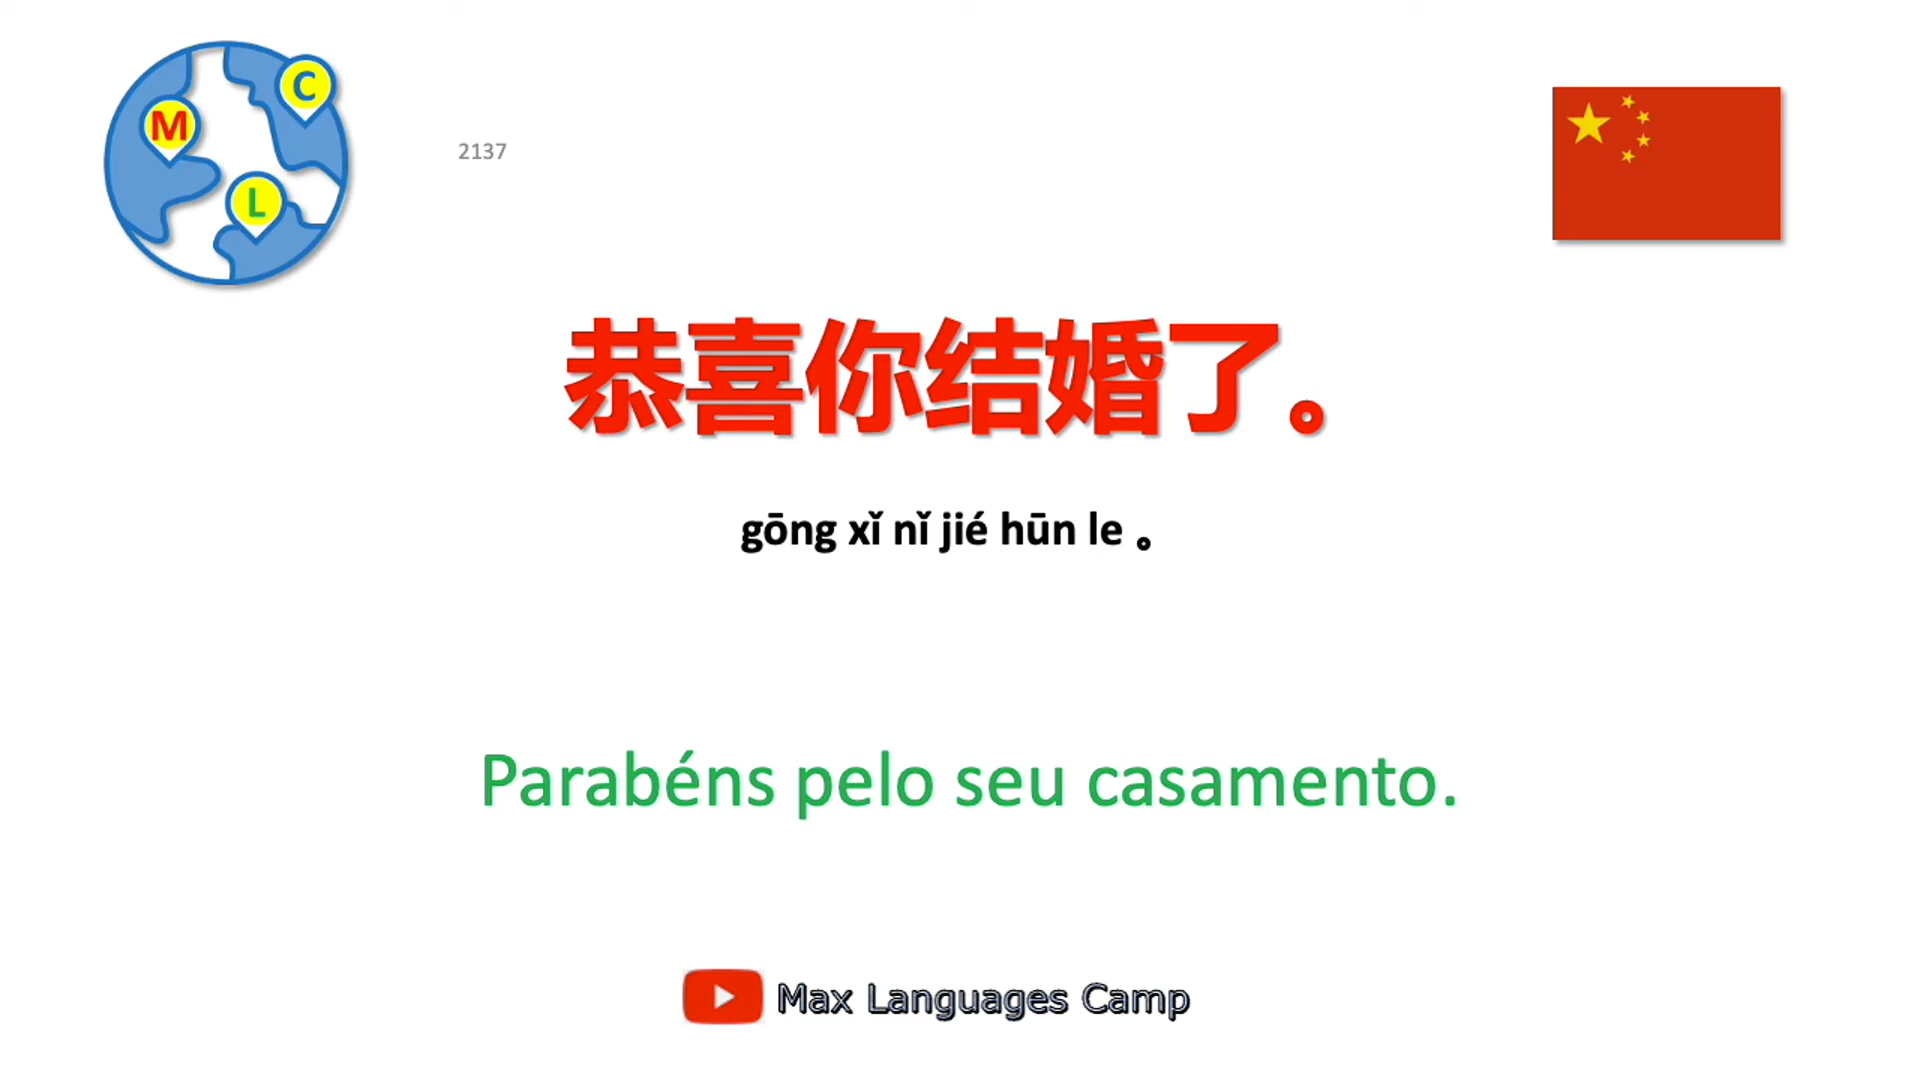 C
M
L
2137
恭喜你结婚了。
gōng xǐ nǐ jié hūn le 。
Parabéns pelo seu casamento.
Max Languages Camp